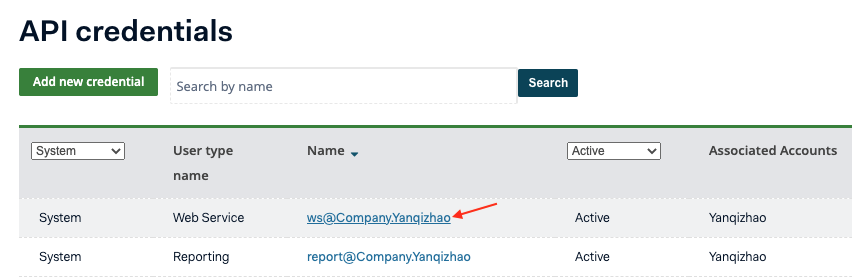 API credentials
Add new credential
Search by name
Search
System
User type name
Name
Active
Associated Accounts
System Web Service ws@Company.Yanqizhao Active Yanqizhao
System Reporting report@Company.Yanqizhao Active Yanqizhao